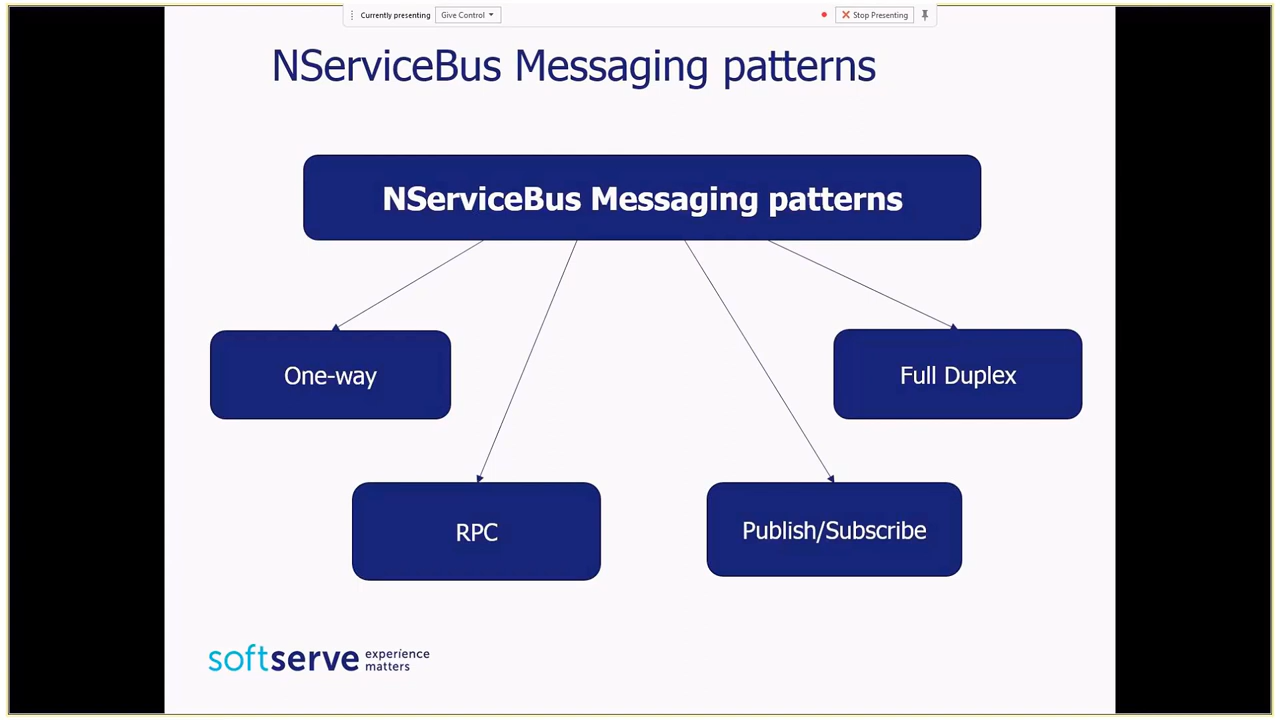 Currently presenting
Give Control
Stop Presenting
NServiceBus Messaging patterns
NServiceBus Messaging patterns
One-way
Full Duplex
RPC
Publish/Subscribe
softserve experience
matters